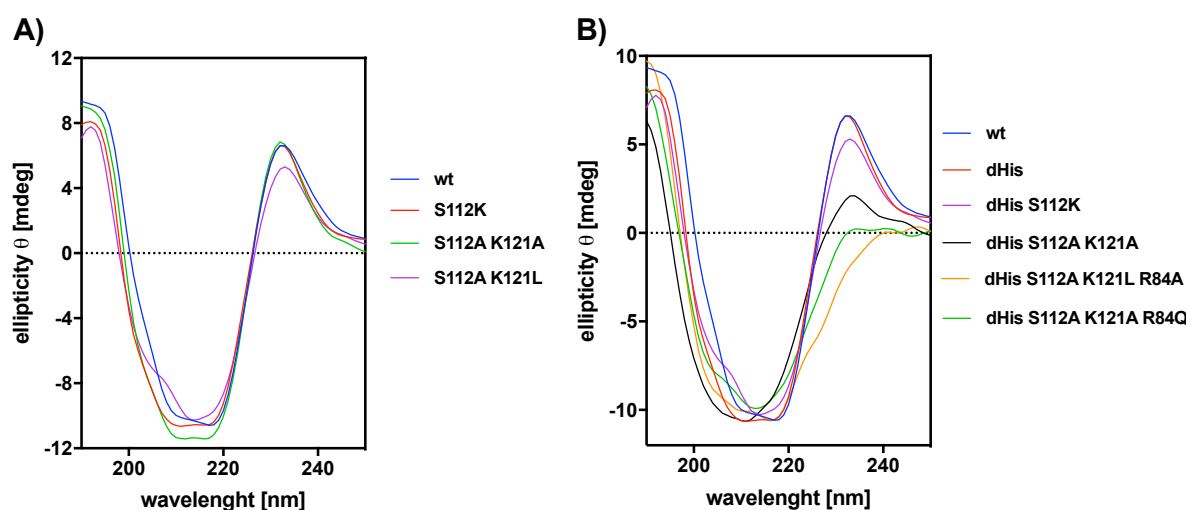 A)
12
8
4
0
-4
-8
-12
200
220
240
ellipticity θ [mdeg]
wavelenght [nm]
wt
S112K
S112A K121A
S112A K121L
B)
10
5
0
-5
-10
200
220
240
ellipticity θ [mdeg]
wavelenght [nm]
wt
dHis
dHis S112K
dHis S112A K121A
dHis S112A K121L R84A
dHis S112A K121A R84Q